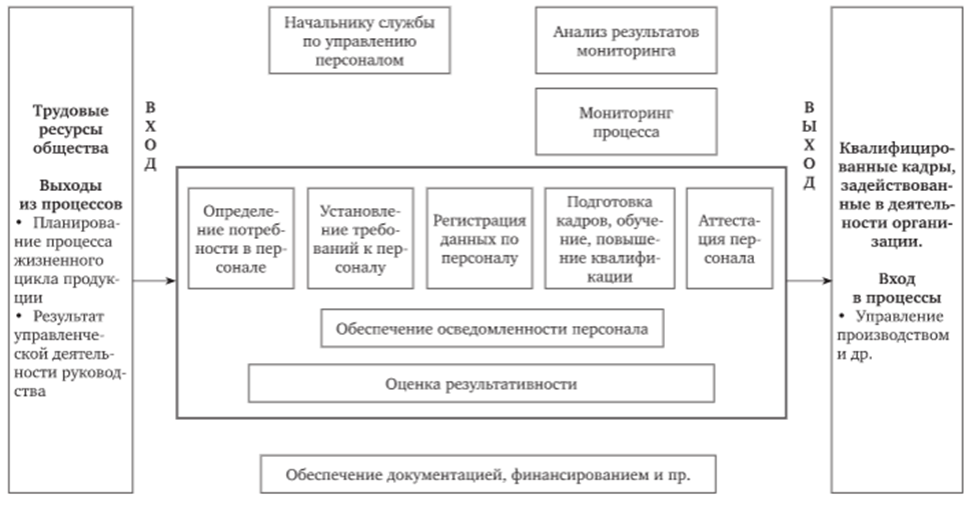 Начальнику службы
по управлению
персоналом
Анализ результатов
мониторинга
Мониторинг
процесса
Трудовые
ресурсы
общества
Выходы
из процессов
• Планирова-
ние процесса
жизненного
цикла продук-
ции
• Результат
управленче-
ской деятель-
ности руковод-
ства
ВХОД
Определе-
ние потреб-
ности в пер-
сонале
Установле-
ние требо-
ваний к пер-
соналу
Регистрация
данных по
персоналу
Подготовка
кадров, обуче-
ние, повыше-
ние квалифи-
кации
Аттеста-
ция пер-
сонала
Обеспечение осведомленности персонала
Оценка результативности
Обеспечение документацией, финансированием и пр.
ВЫХОД
Квалифициро-
ванные кадры,
задействован-
ные в деятель-
ности органи-
зации.
Вход
в процессы
• Управление
производством
и др.